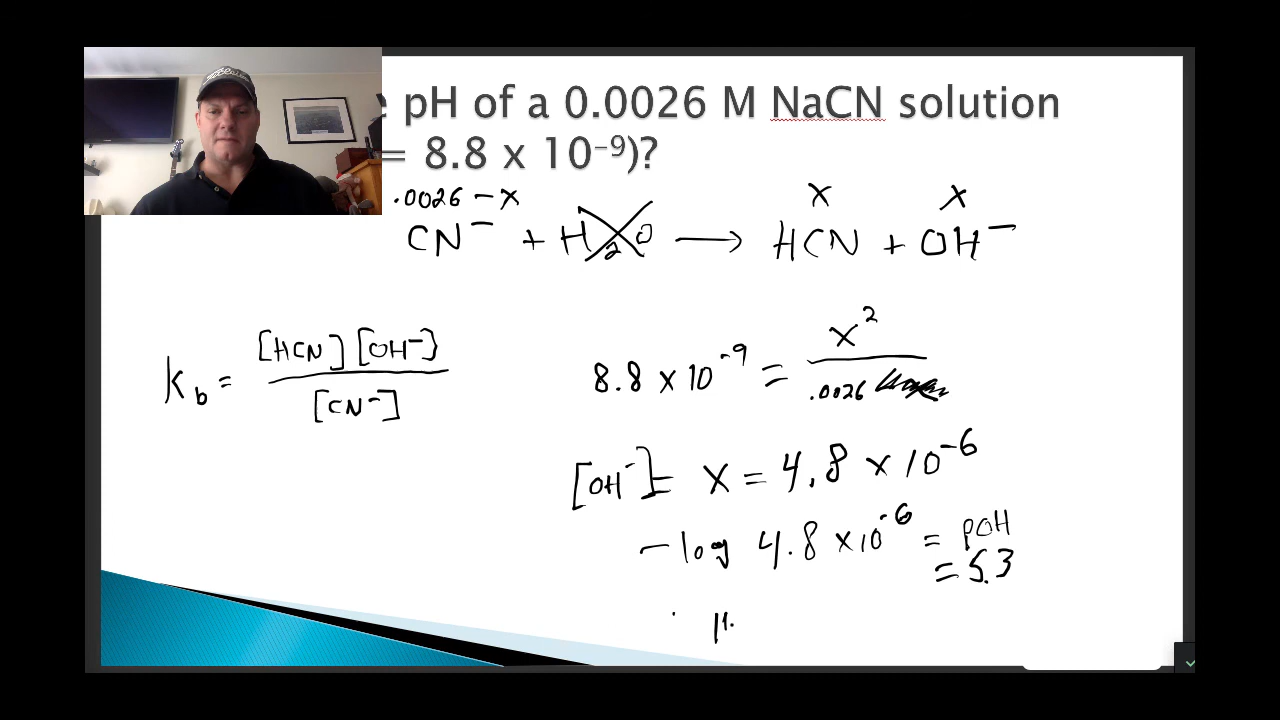 pH of a 0.0026 M NaCN solution
= 8.8 x 10⁻⁹)?
.0026 - x x x
CN⁻ + H₂O → HCN + OH⁻
K_b = [HCN][OH⁻] / [CN⁻]
8.8 x 10⁻⁹ = x² / .0026
[OH⁻] = x = 4.8 x 10⁻⁶
- log 4.8 x 10⁻⁶ = pOH
= 5.3